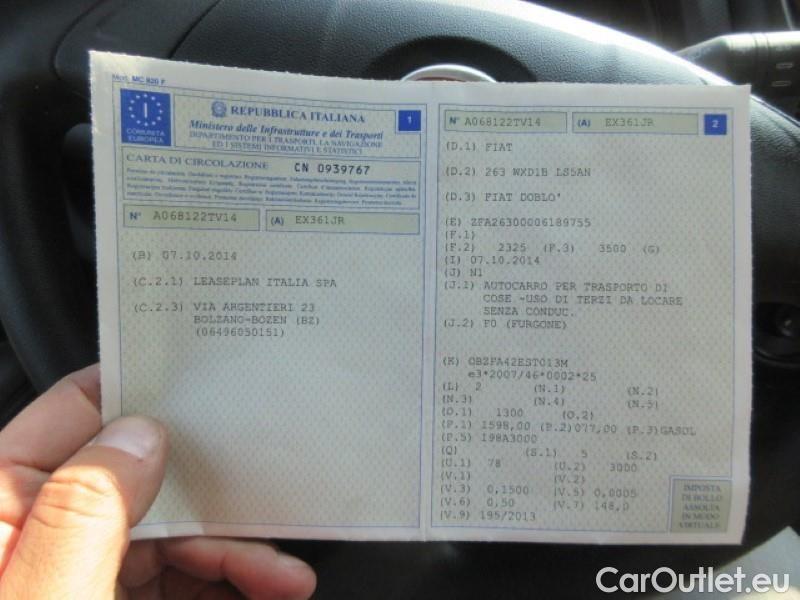 Mod. MC 820 F
COMUNITÀ
EUROPEA
REPUBBLICA ITALIANA
1
Ministero delle Infrastrutture e dei Trasporti
DIPARTIMENTO PER I TRASPORTI, LA NAVIGAZIONE
ED I SISTEMI INFORMATIVI E STATISTICI
CARTA DI CIRCOLAZIONE CN 0939767
N° A068122TV14 (A) EX361JR
(B) 07.10.2014
(C.2.1) LEASEPLAN ITALIA SPA
(C.2.3) VIA ARGENTIERI 23
BOLZANO-BOZEN (BZ)
(06496050151)
N° A068122TV14 (A) EX361JR 2
(D.1) FIAT
(D.2) 263 WXD1B LS5AN
(D.3) FIAT DOBLO'
(E) ZFA26300006189755
(F.1)
(F.2) 2325 (F.3) 3500 (G)
(I) 07.10.2014
(J) N1
(J.1) AUTOCARRO PER TRASPORTO DI
COSE -USO DI TERZI DA LOCARE
SENZA CONDUC.
(J.2) F0 (FURGONE)
(K) OBZFA42EST013M
e3*2007/46*0002*25
(L) 2 (N.1) (N.2)
(N.3) (N.4) (N.5)
(O.1) 1300 (O.2)
(P.1) 1598,00 (P.2)077,00 (P.3)GASOL
(P.5) 198A3000
(Q) (S.1) 5 (S.2)
(U.1) 78 (U.2) 3000
(V.1) (V.2)
(V.3) 0,1500 (V.5) 0,0005
(V.6) 0,50 (V.7) 148,0
(V.9) 195/2013
IMPOSTA
DI BOLLO
ASSOLTA
IN MODO
VIRTUALE
CarOutlet.eu